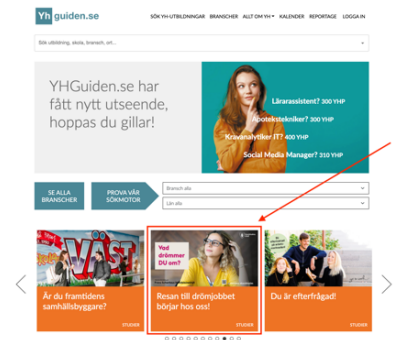 Yh guiden.se
SÖK YH-UTBILDNINGAR BRANSCHER ALLT OM YH KALENDER REPORTAGE LOGGA IN
Sök utbildning, skola, bransch, ort...
YHGuiden.se har
fått nytt utseende,
hoppas du gillar!
Lärarassistent? 300 YHP
Apotekstekniker? 300 YHP
Kravanalytiker IT? 400 YHP
Social Media Manager? 310 YHP
SE ALLA
BRANSCHER
PROVA VÅR
SÖKMOTOR
Bransch alla
Län alla
VÄST
Är du framtidens
samhällsbyggare?
STUDIER
Vad
drömmer
DU om?
Resan till drömjobbet
börjar hos oss!
STUDIER
Du är efterfrågad!
STUDIER